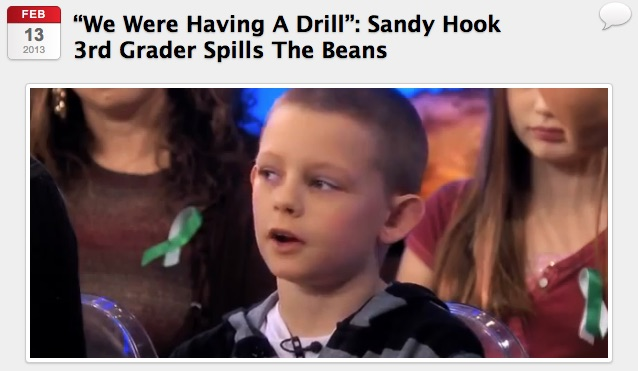 FEB
13
2013
“We Were Having A Drill”: Sandy Hook
3rd Grader Spills The Beans